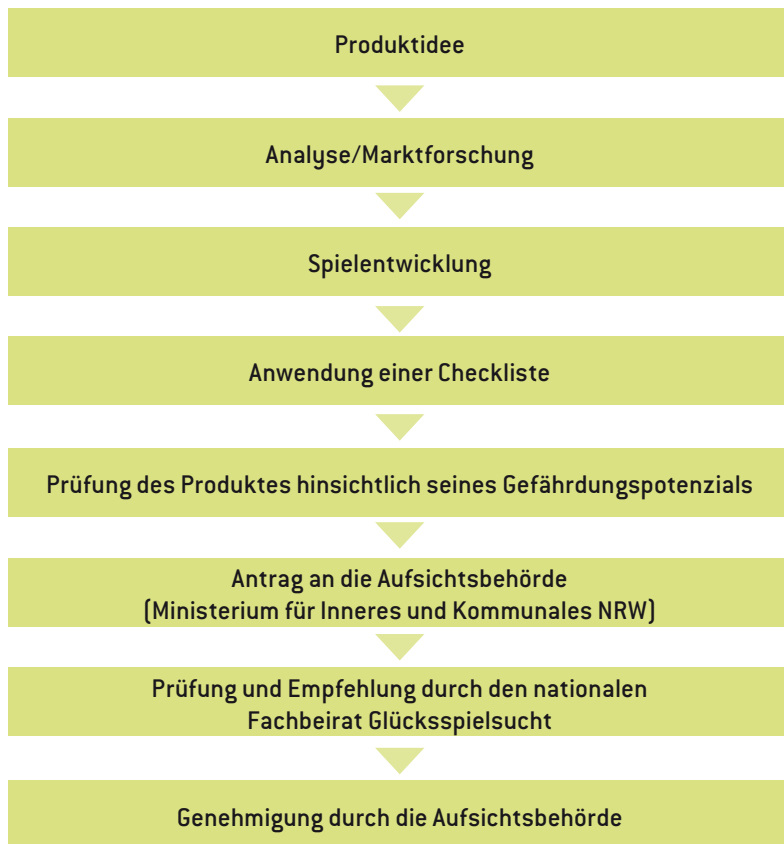 Produktidee
Analyse/Marktforschung
Spielentwicklung
Anwendung einer Checkliste
Prüfung des Produktes hinsichtlich seines Gefährdungspotenzials
Antrag an die Aufsichtsbehörde
(Ministerium für Inneres und Kommunales NRW)
Prüfung und Empfehlung durch den nationalen
Fachbeirat Glücksspielsucht
Genehmigung durch die Aufsichtsbehörde